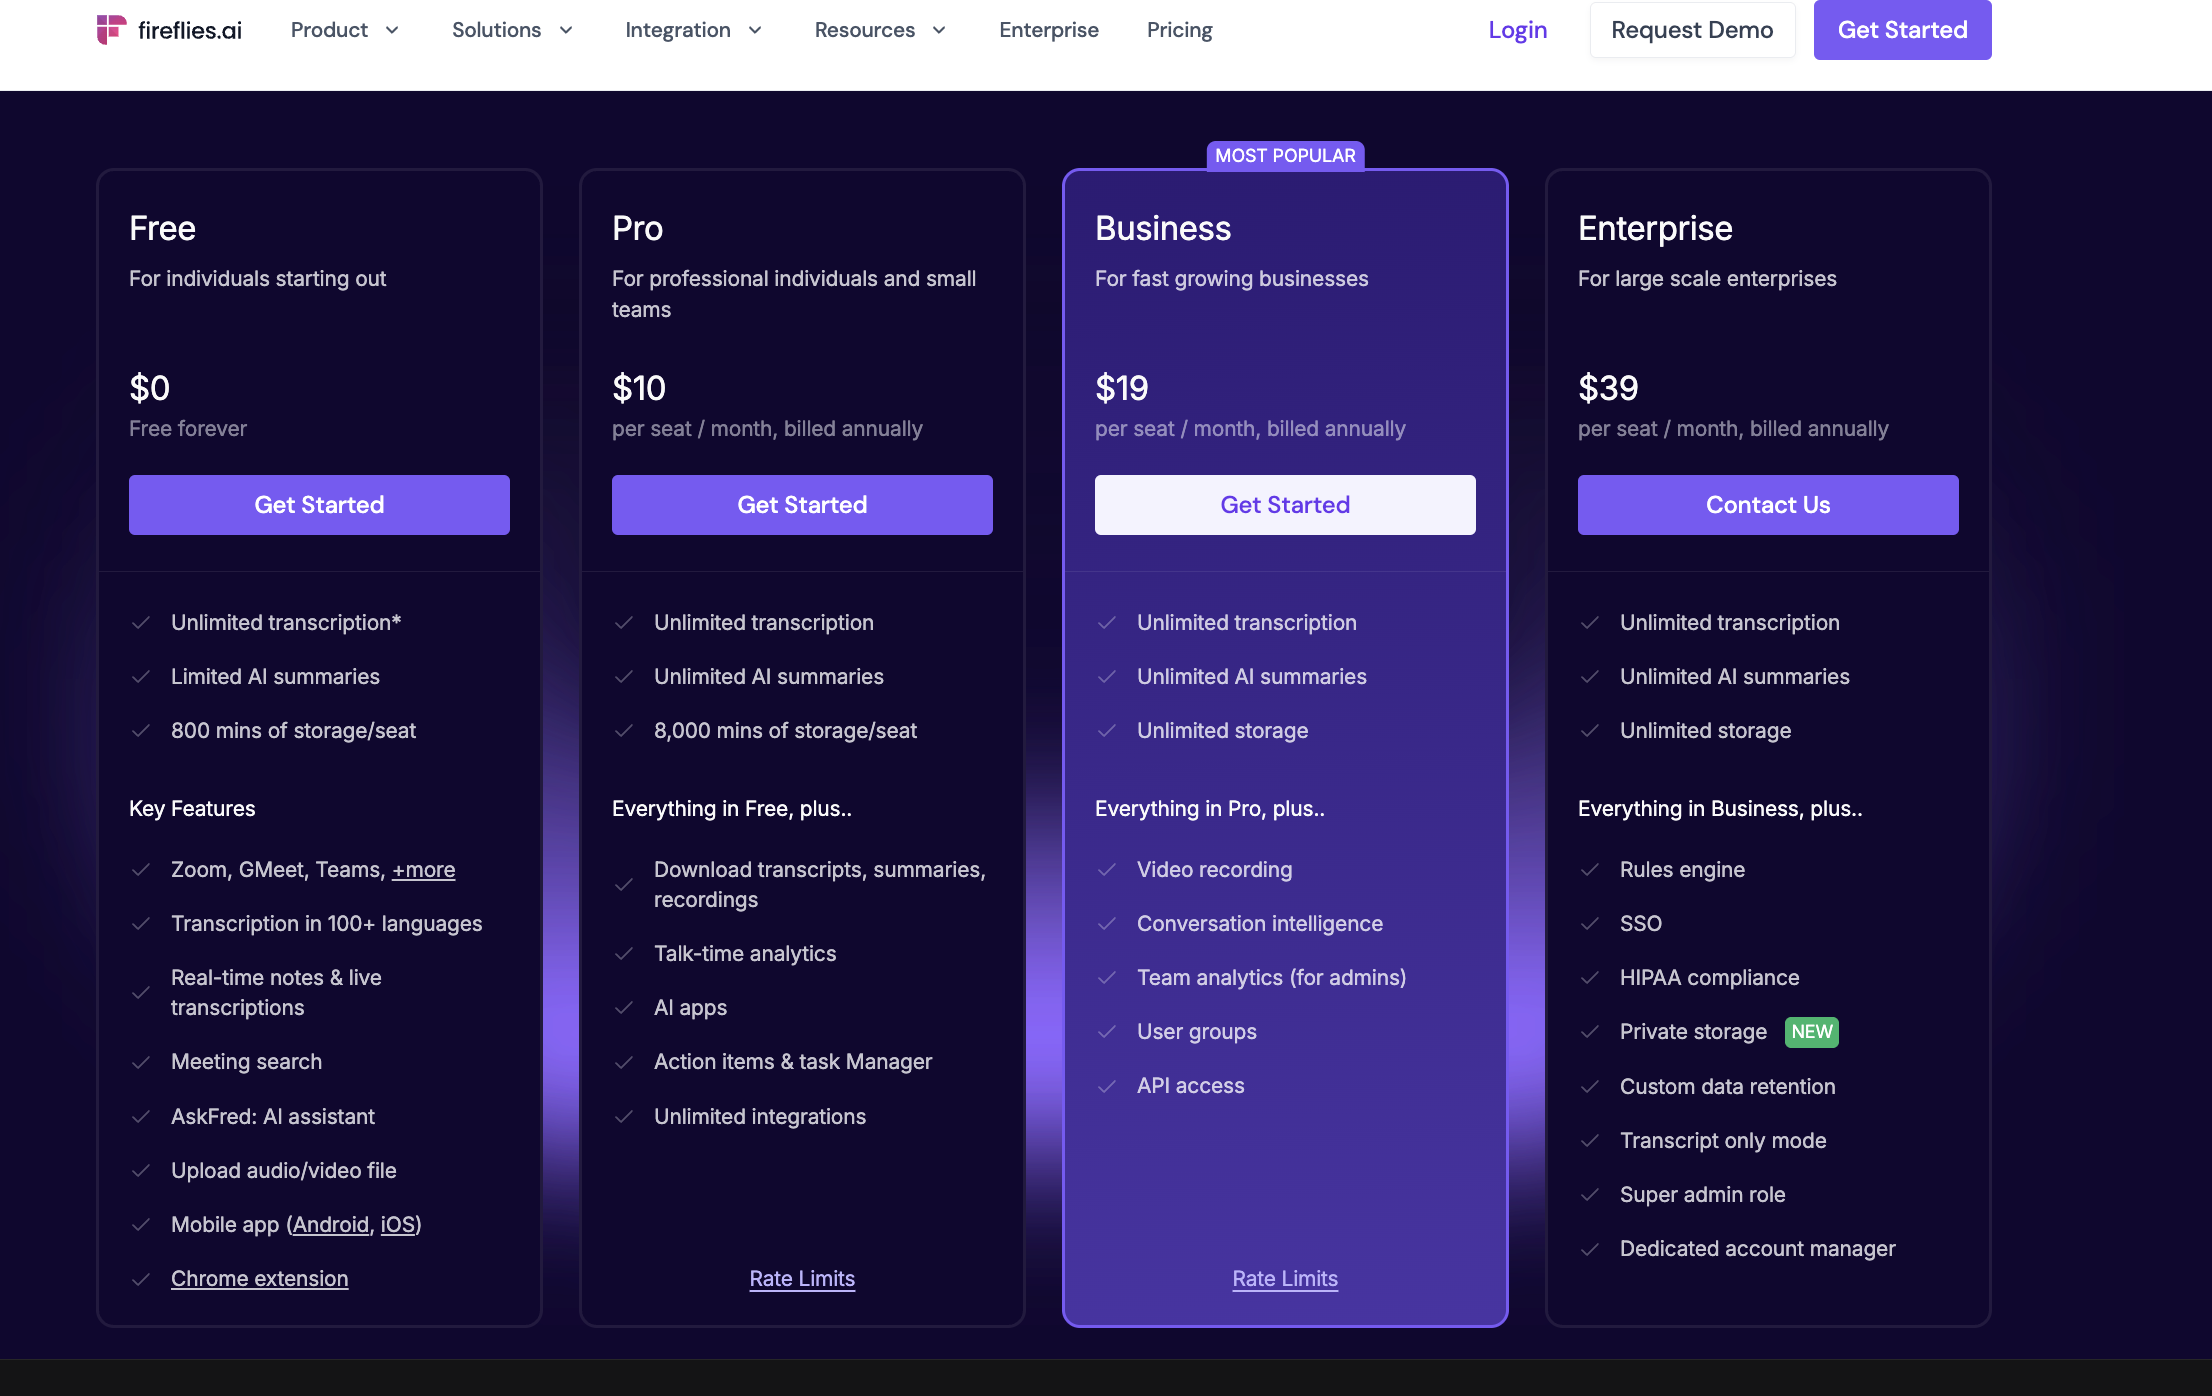 fireflies.ai
Product
Solutions
Integration
Resources
Enterprise
Pricing
Login
Request Demo
Get Started
Free
For individuals starting out
$0
Free forever
Get Started
Unlimited transcription*
Limited AI summaries
800 mins of storage/seat
Key Features
Zoom, GMeet, Teams, +more
Transcription in 100+ languages
Real-time notes & live
transcriptions
Meeting search
AskFred: AI assistant
Upload audio/video file
Mobile app (Android, iOS)
Chrome extension
Pro
For professional individuals and small
teams
$10
per seat / month, billed annually
Get Started
Unlimited transcription
Unlimited AI summaries
8,000 mins of storage/seat
Everything in Free, plus..
Download transcripts, summaries,
recordings
Talk-time analytics
AI apps
Action items & task Manager
Unlimited integrations
Rate Limits
MOST POPULAR
Business
For fast growing businesses
$19
per seat / month, billed annually
Get Started
Unlimited transcription
Unlimited AI summaries
Unlimited storage
Everything in Pro, plus..
Video recording
Conversation intelligence
Team analytics (for admins)
User groups
API access
Rate Limits
Enterprise
For large scale enterprises
$39
per seat / month, billed annually
Contact Us
Unlimited transcription
Unlimited AI summaries
Unlimited storage
Everything in Business, plus..
Rules engine
SSO
HIPAA compliance
Private storage NEW
Custom data retention
Transcript only mode
Super admin role
Dedicated account manager